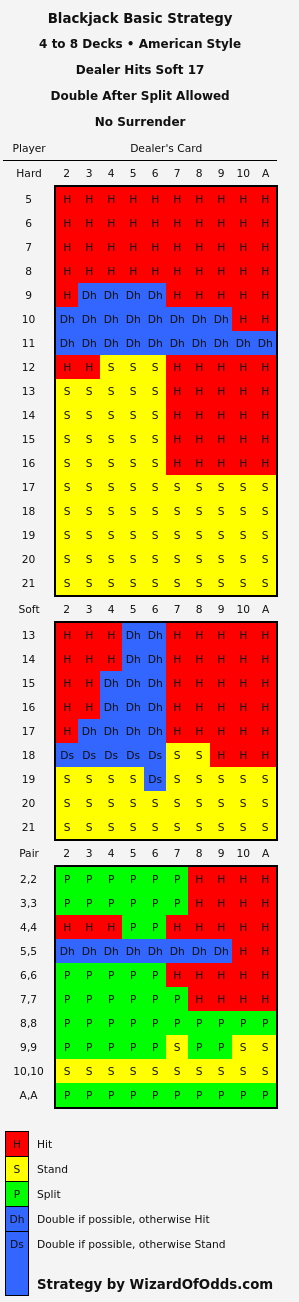 Blackjack Basic Strategy
4 to 8 Decks • American Style
Dealer Hits Soft 17
Double After Split Allowed
No Surrender
Player Dealer's Card
Hard 2 3 4 5 6 7 8 9 10 A
5 H H H H H H H H H H
6 H H H H H H H H H H
7 H H H H H H H H H H
8 H H H H H H H H H H
9 H Dh Dh Dh Dh H H H H H
10 Dh Dh Dh Dh Dh Dh Dh Dh H H
11 Dh Dh Dh Dh Dh Dh Dh Dh Dh Dh
12 H H S S S H H H H H
13 S S S S S H H H H H
14 S S S S S H H H H H
15 S S S S S H H H H H
16 S S S S S H H H H H
17 S S S S S S S S S S
18 S S S S S S S S S S
19 S S S S S S S S S S
20 S S S S S S S S S S
21 S S S S S S S S S S
Soft 2 3 4 5 6 7 8 9 10 A
13 H H H Dh Dh H H H H H
14 H H H Dh Dh H H H H H
15 H H Dh Dh Dh H H H H H
16 H H Dh Dh Dh H H H H H
17 H Dh Dh Dh Dh H H H H H
18 Ds Ds Ds Ds Ds S S H H H
19 S S S S Ds S S S S S
20 S S S S S S S S S S
21 S S S S S S S S S S
Pair 2 3 4 5 6 7 8 9 10 A
2,2 P P P P P P H H H H
3,3 P P P P P P H H H H
4,4 H H H P P H H H H H
5,5 Dh Dh Dh Dh Dh Dh Dh Dh H H
6,6 P P P P P H H H H H
7,7 P P P P P P H H H H
8,8 P P P P P P P P P P
9,9 P P P P P S P P S S
10,10 S S S S S S S S S S
A,A P P P P P P P P P P
H Hit
S Stand
P Split
Dh Double if possible, otherwise Hit
Ds Double if possible, otherwise Stand
Strategy by WizardOfOdds.com